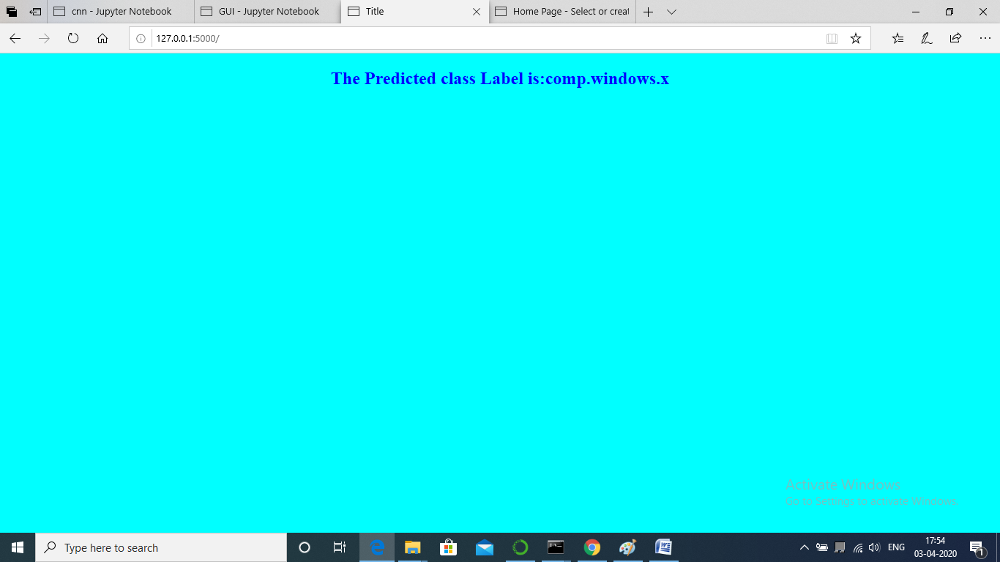 cnn - Jupyter Notebook
GUI - Jupyter Notebook
Title
Home Page - Select or creat
127.0.0.1:5000/
The Predicted class Label is:comp.windows.x
Activate Windows
Go to Settings to activate Windows.
Type here to search
ENG
17:54
03-04-2020
1